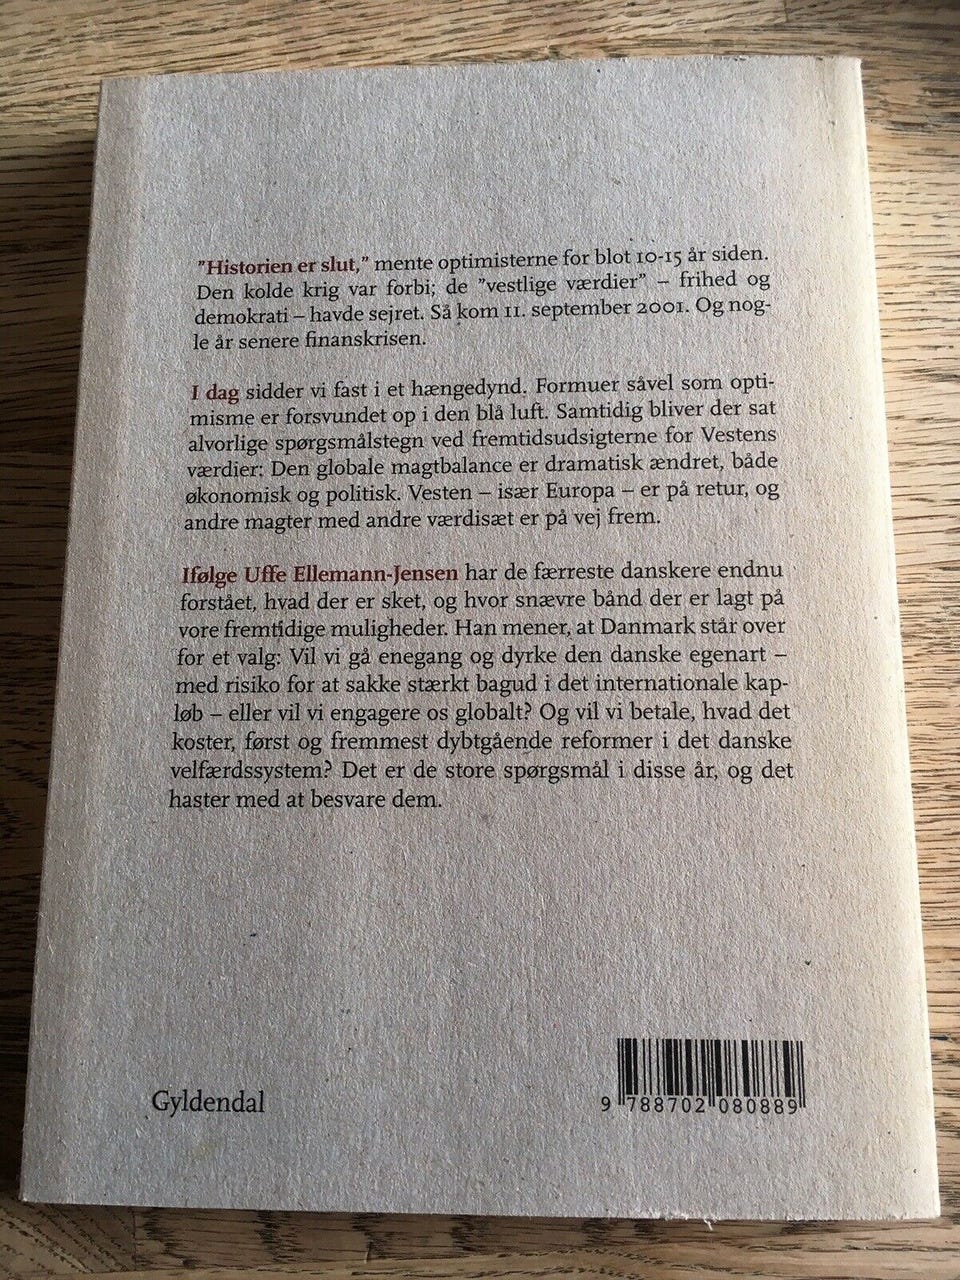 "Historien er slut," mente optimisterne for blot 10-15 år siden.
Den kolde krig var forbi; de "vestlige værdier" – frihed og
demokrati – havde sejret. Så kom 11. september 2001. Og nog-
le år senere finanskrisen.
I dag sidder vi fast i et hængedynd. Formuer såvel som opti-
misme er forsvundet op i den blå luft. Samtidig bliver der sat
alvorlige spørgsmålstegn ved fremtidsudsigterne for Vestens
værdier: Den globale magtbalance er dramatisk ændret, både
økonomisk og politisk. Vesten – især Europa – er på retur, og
andre magter med andre værdisæt er på vej frem.
Ifølge Uffe Ellemann-Jensen har de færreste danskere endnu
forstået, hvad der er sket, og hvor snævre bånd der er lagt på
vore fremtidige muligheder. Han mener, at Danmark står over
for et valg: Vil vi gå enegang og dyrke den danske egenart –
med risiko for at sakke stærkt bagud i det internationale kap-
løb – eller vil vi engagere os globalt? Og vil vi betale, hvad det
koster, først og fremmest dybtgående reformer i det danske
velfærdssystem? Det er de store spørgsmål i disse år, og det
haster med at besvare dem.
Gyldendal
9 788702 080889